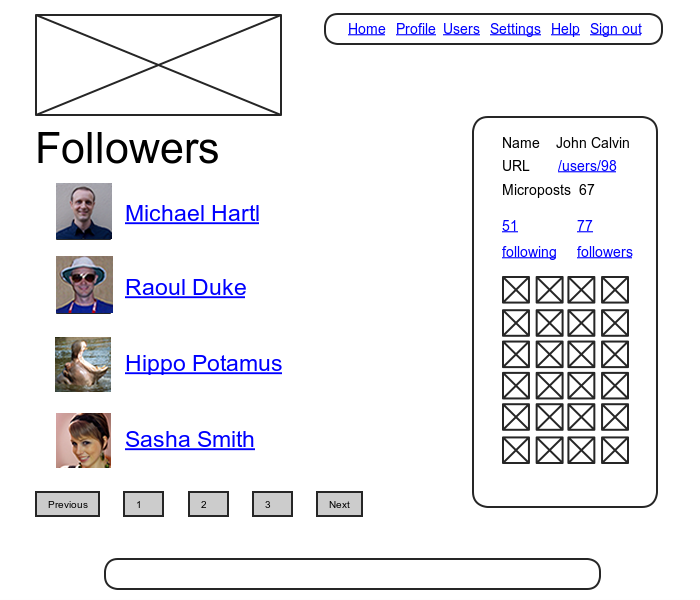 Home Profile Users Settings Help Sign out
Followers
Michael Hartl
Raoul Duke
Hippo Potamus
Sasha Smith
Previous 1 2 3 Next
Name John Calvin
URL /users/98
Microposts 67
51 77
following followers